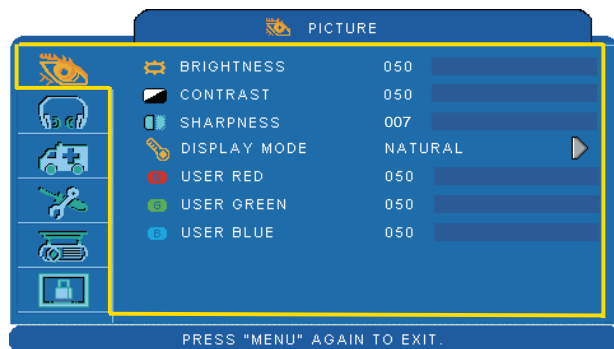 PICTURE
BRIGHTNESS 050
CONTRAST 050
SHARPNESS 007
DISPLAY MODE NATURAL
USER RED 050
USER GREEN 050
USER BLUE 050
PRESS "MENU" AGAIN TO EXIT.